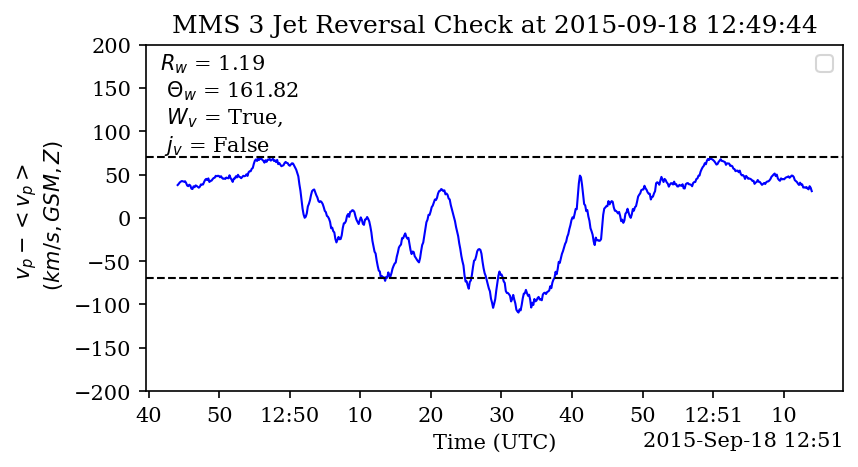 MMS 3 Jet Reversal Check at 2015-09-18 12:49:44
R_w = 1.19
Θ_w = 161.82
W_v = True,
j_v = False
v_p − < v_p >
(km/s, GSM, Z)
200
150
100
50
0
−50
−100
−150
−200
40 50 12:50 10 20 30 40 50 12:51 10
Time (UTC)
2015-Sep-18 12:51